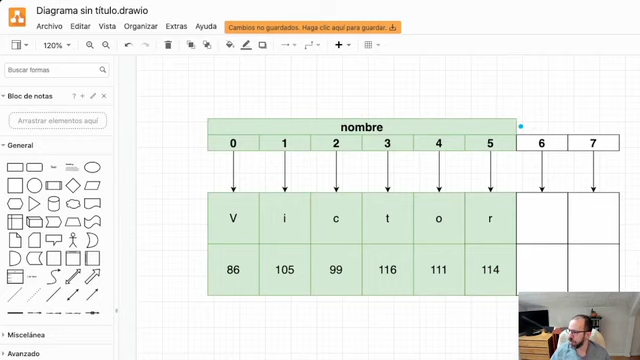 Diagrama sin título.drawio
Archivo Editar Vista Organizar Extras Ayuda Cambios no guardados. Haga clic aquí para guardar.
120%
Buscar formas
Bloc de notas
Arrastrar elementos aquí
General
Text
Miscelánea
Avanzado
nombre
0 1 2 3 4 5 6 7
V i c t o r
86 105 99 116 111 114